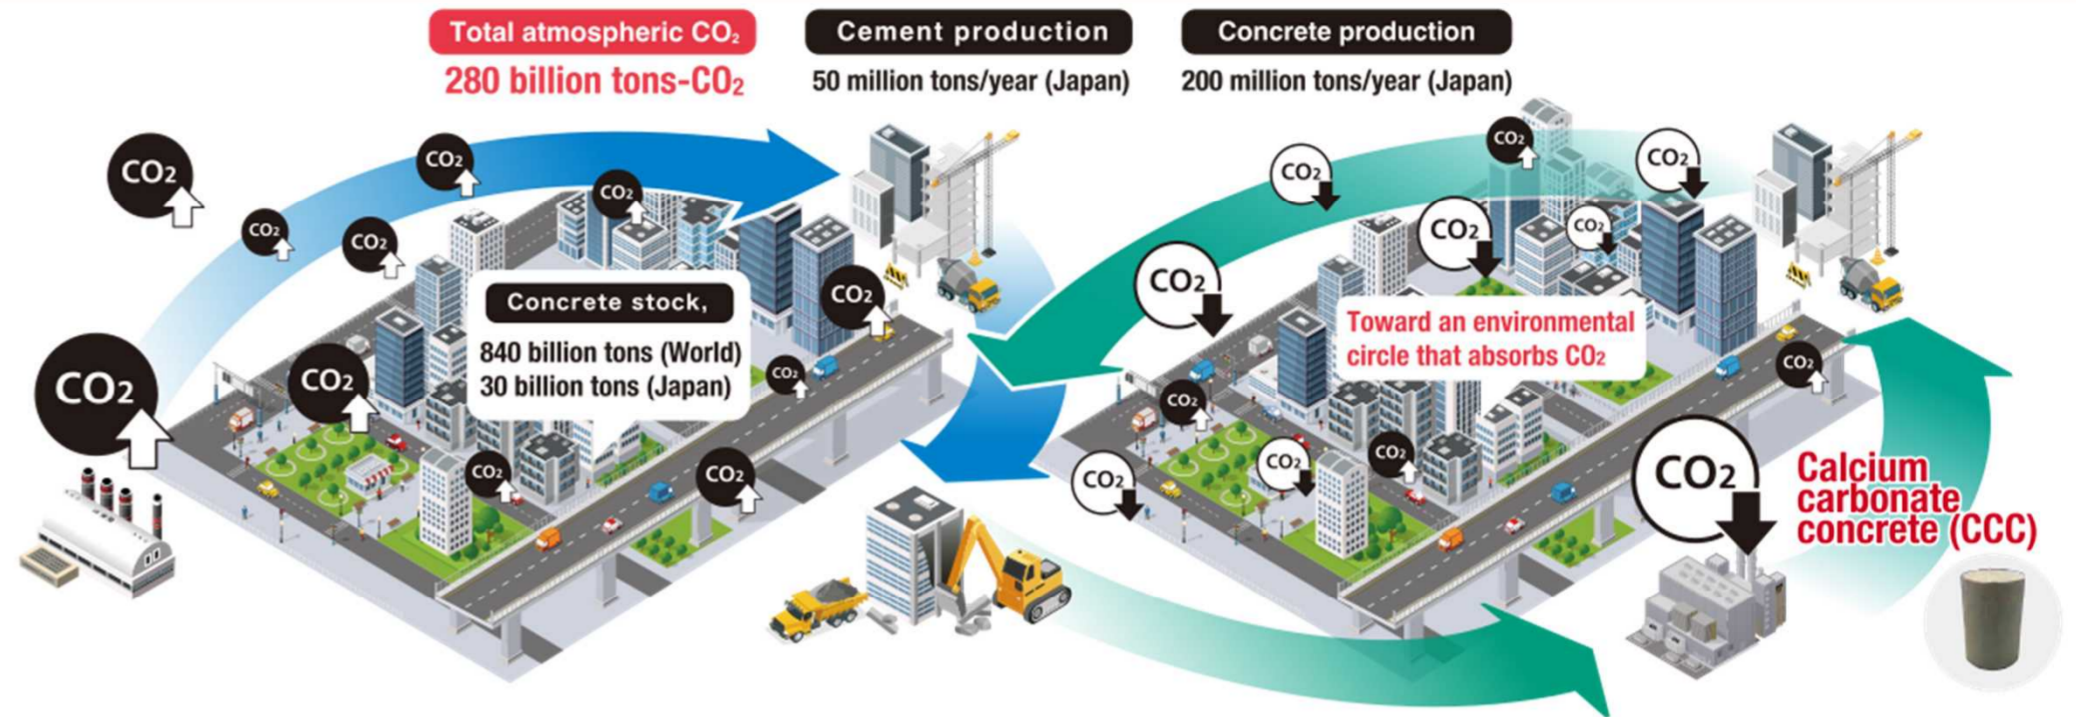 Total atmospheric CO₂
280 billion tons-CO₂
Cement production
50 million tons/year (Japan)
Concrete production
200 million tons/year (Japan)
CO₂
CO₂
CO₂
CO₂
CO₂
CO₂
CO₂
CO₂
CO₂
CO₂
CO₂
Concrete stock,
840 billion tons (World)
30 billion tons (Japan)
CO₂
CO₂
CO₂
CO₂
CO₂
CO₂
Toward an environmental
circle that absorbs CO₂
CO₂
CO₂
CO₂
CO₂
CO₂
CO₂
Calcium
carbonate
concrete (CCC)